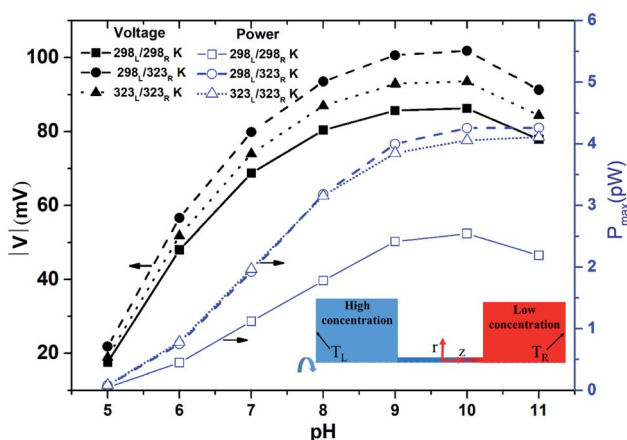 Voltage
298L/298R K
298L/323R K
323L/323R K
Power
298L/298R K
298L/323R K
323L/323R K
100
80
60
40
20
|V|(mV)
6
5
4
3
2
1
0
Pmax(pW)
High
concentration
TL
r
z
Low
concentration
TR
5
6
7
8
9
10
11
pH